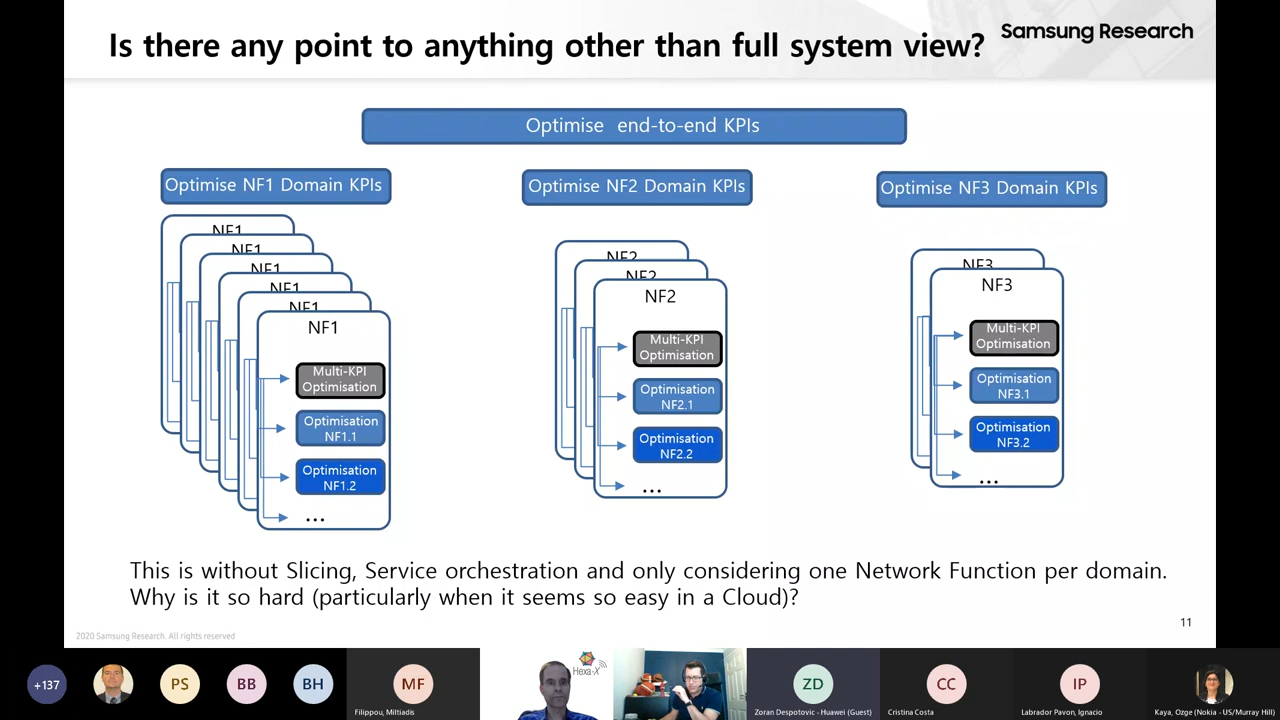 Is there any point to anything other than full system view?
Samsung Research
Optimise end-to-end KPIs
Optimise NF1 Domain KPIs
Optimise NF2 Domain KPIs
Optimise NF3 Domain KPIs
NF1
NF1
NF1
NF1
NF1
NF1
Multi-KPI
Optimisation
Optimisation
NF1.1
Optimisation
NF1.2
...
NF2
NF2
NF2
Multi-KPI
Optimisation
Optimisation
NF2.1
Optimisation
NF2.2
...
NF3
NF3
Multi-KPI
Optimisation
Optimisation
NF3.1
Optimisation
NF3.2
...
This is without Slicing, Service orchestration and only considering one Network Function per domain.
Why is it so hard (particularly when it seems so easy in a Cloud)?
11
2020 Samsung Research. All rights reserved
+137
PS
BB
BH
MF
Filippou, Miltiadis
Hexa-X
ZD
Zoran Despotovic - Huawei (Guest)
CC
Cristina Costa
IP
Labrador Pavon, Ignacio
Kaya, Ozge (Nokia - US/Murray Hill)